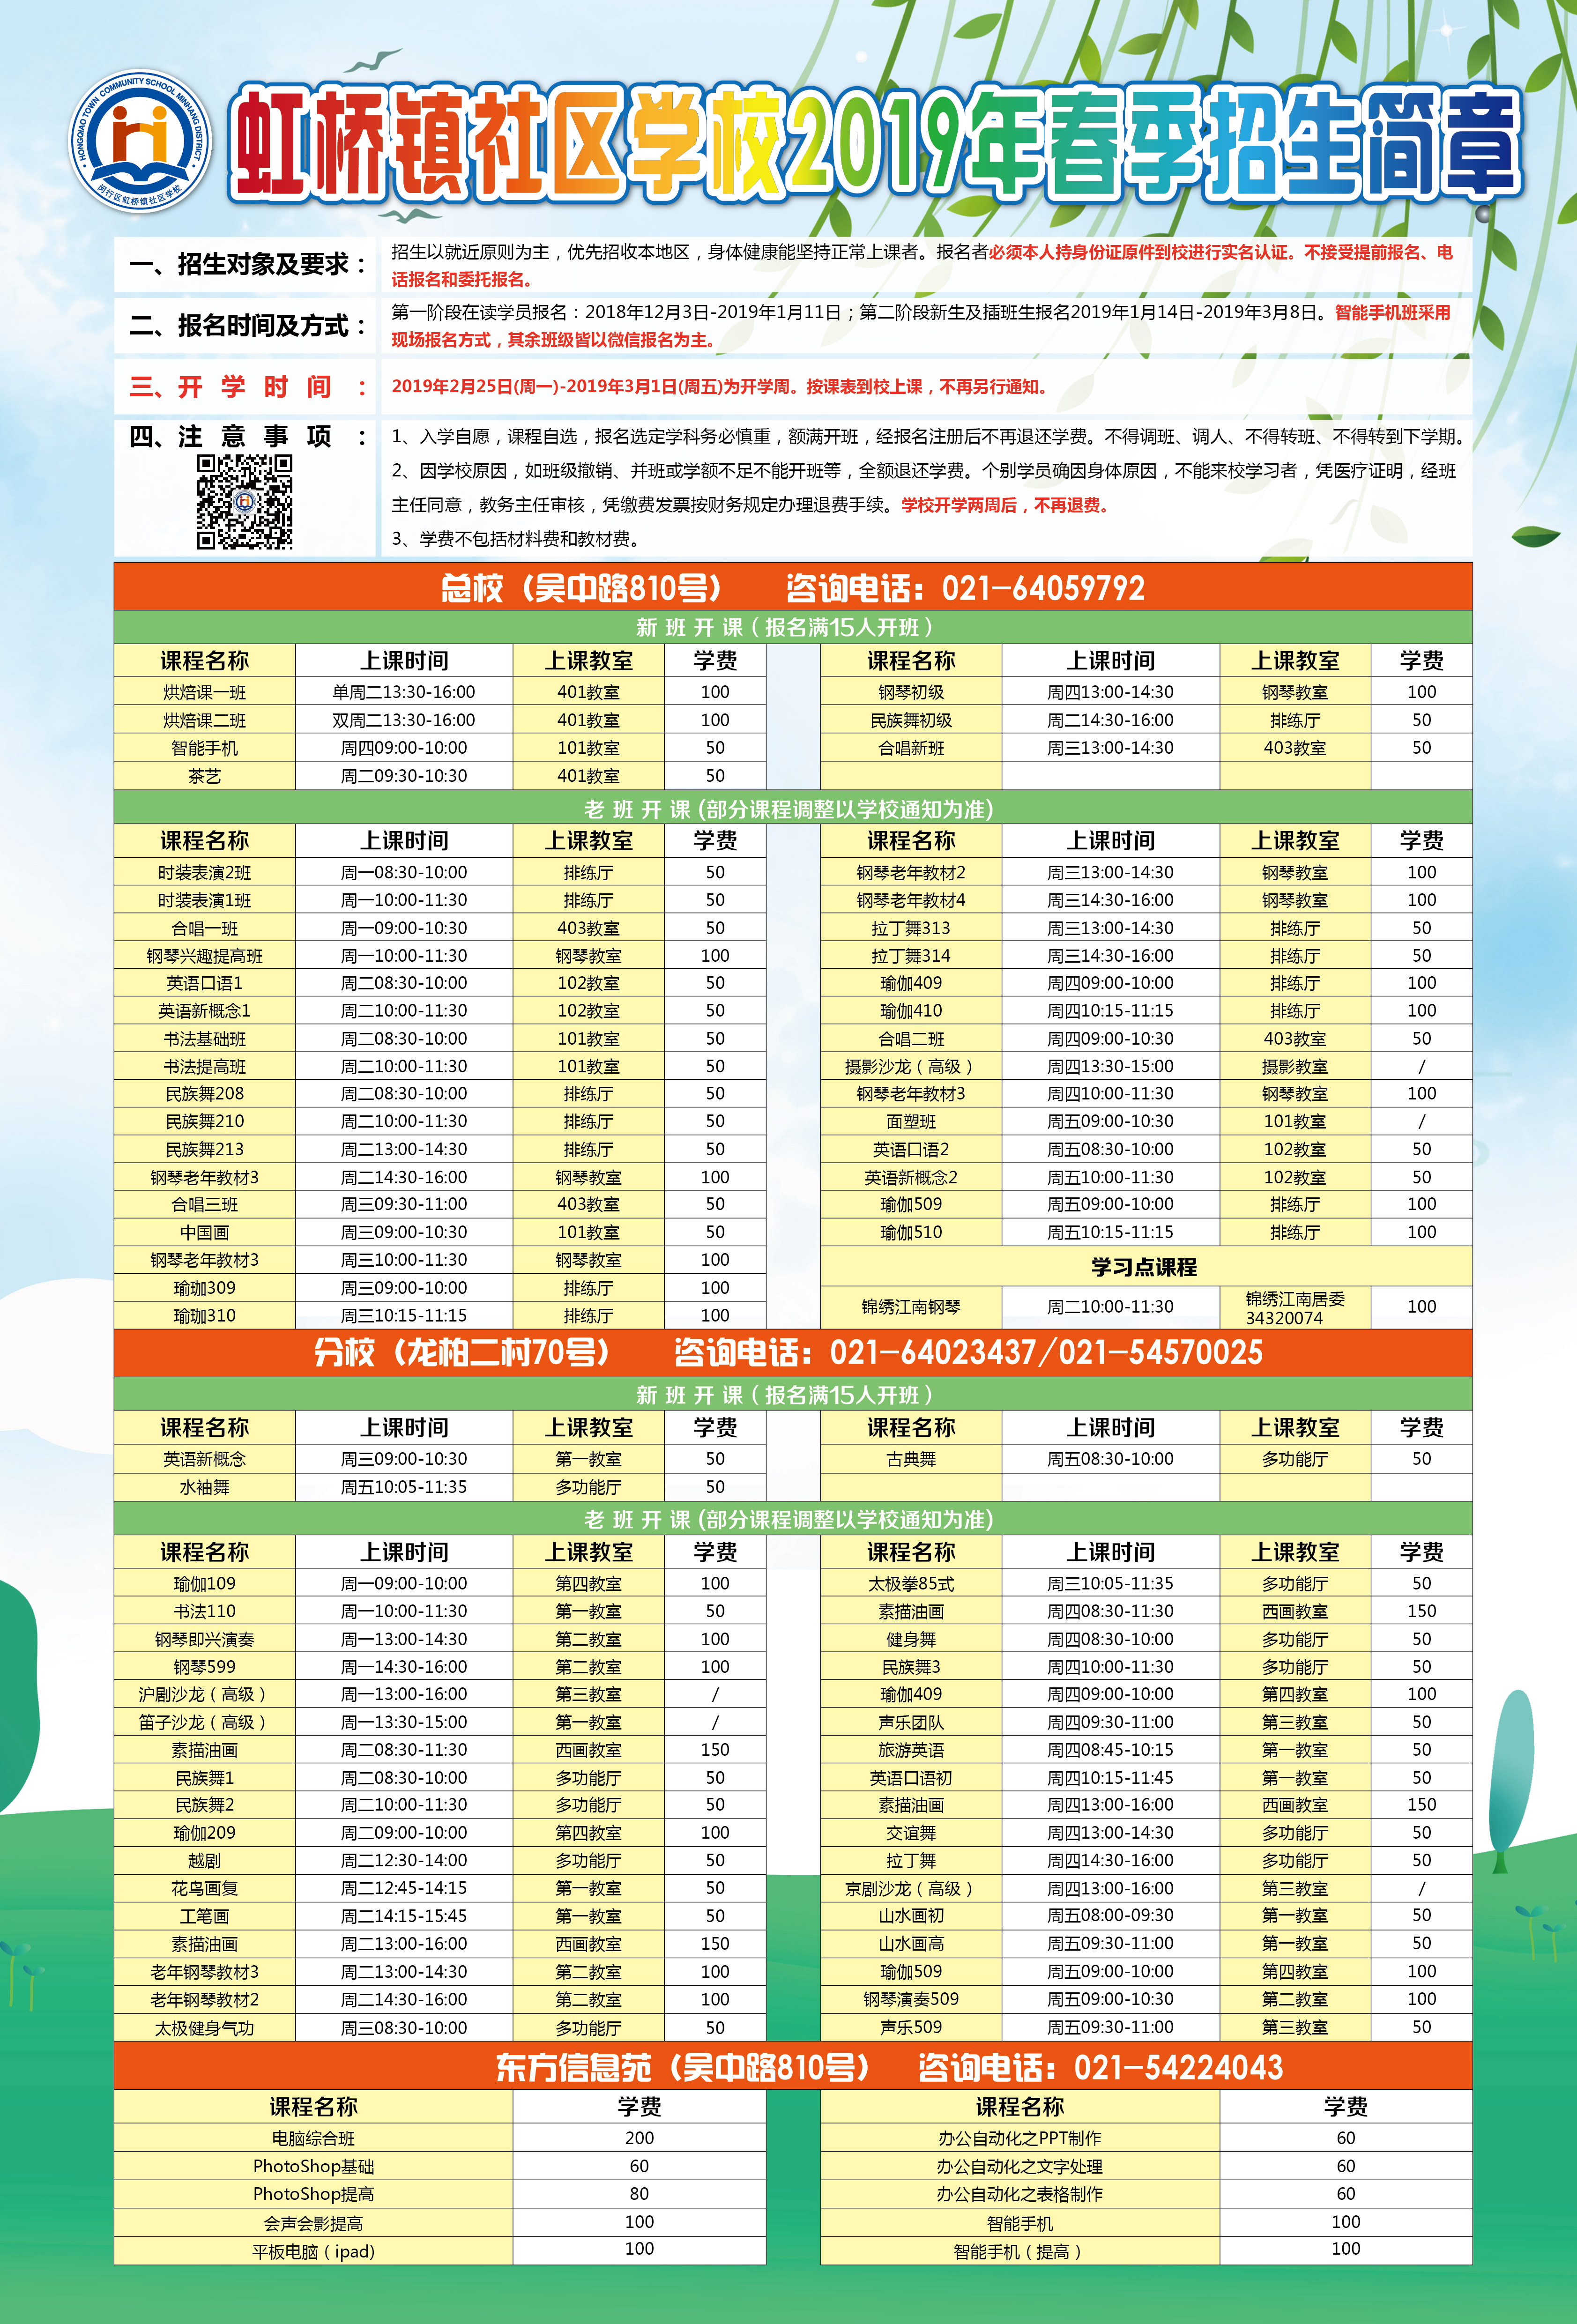 HONGQIAO TOWN COMMUNITY SCHOOL MINHANG DISTRICT
闵行区虹桥镇社区学校
虹桥镇社区学校2019年春季招生简章
一、招生对象及要求：
招生以就近原则为主，优先招收本地区，身体健康能坚持正常上课者。报名者必须本人持身份证原件到校进行实名认证。不接受提前报名、电
话报名和委托报名。
二、报名时间及方式：
第一阶段在读学员报名：2018年12月3日-2019年1月11日；第二阶段新生及插班生报名2019年1月14日-2019年3月8日。智能手机班采用
现场报名方式，其余班级皆以微信报名为主。
三、开 学 时 间 ：
2019年2月25日(周一)-2019年3月1日(周五)为开学周。按课表到校上课，不再另行通知。
四、注 意 事 项 ：
1、入学自愿，课程自选，报名选定学科务必慎重，额满开班，经报名注册后不再退还学费。不得调班、调人、不得转班、不得转到下学期。
2、因学校原因，如班级撤销、并班或学额不足不能开班等，全额退还学费。个别学员确因身体原因，不能来校学习者，凭医疗证明，经班
主任同意，教务主任审核，凭缴费发票按财务规定办理退费手续。学校开学两周后，不再退费。
3、学费不包括材料费和教材费。
总校（吴中路810号） 咨询电话：021-64059792
新 班 开 课（报名满15人开班）
课程名称 上课时间 上课教室 学费 课程名称 上课时间 上课教室 学费
烘焙课一班 单周二13:30-16:00 401教室 100 钢琴初级 周四13:00-14:30 钢琴教室 100
烘焙课二班 双周二13:30-16:00 401教室 100 民族舞初级 周二14:30-16:00 排练厅 50
智能手机 周四09:00-10:00 101教室 50 合唱新班 周三13:00-14:30 403教室 50
茶艺 周二09:30-10:30 401教室 50
老 班 开 课 (部分课程调整以学校通知为准)
课程名称 上课时间 上课教室 学费 课程名称 上课时间 上课教室 学费
时装表演2班 周一08:30-10:00 排练厅 50 钢琴老年教材2 周三13:00-14:30 钢琴教室 100
时装表演1班 周一10:00-11:30 排练厅 50 钢琴老年教材4 周三14:30-16:00 钢琴教室 100
合唱一班 周一09:00-10:30 403教室 50 拉丁舞313 周三13:00-14:30 排练厅 50
钢琴兴趣提高班 周一10:00-11:30 钢琴教室 100 拉丁舞314 周三14:30-16:00 排练厅 50
英语口语1 周二08:30-10:00 102教室 50 瑜伽409 周四09:00-10:00 排练厅 100
英语新概念1 周二10:00-11:30 102教室 50 瑜伽410 周四10:15-11:15 排练厅 100
书法基础班 周二08:30-10:00 101教室 50 合唱二班 周四09:00-10:30 403教室 50
书法提高班 周二10:00-11:30 101教室 50 摄影沙龙（高级） 周四13:30-15:00 摄影教室 /
民族舞208 周二08:30-10:00 排练厅 50 钢琴老年教材3 周四10:00-11:30 钢琴教室 100
民族舞210 周二10:00-11:30 排练厅 50 面塑班 周五09:00-10:30 101教室 /
民族舞213 周二13:00-14:30 排练厅 50 英语口语2 周五08:30-10:00 102教室 50
钢琴老年教材3 周二14:30-16:00 钢琴教室 100 英语新概念2 周五10:00-11:30 102教室 50
合唱三班 周三09:30-11:00 403教室 50 瑜伽509 周五09:00-10:00 排练厅 100
中国画 周三09:00-10:30 101教室 50 瑜伽510 周五10:15-11:15 排练厅 100
钢琴老年教材3 周三10:00-11:30 钢琴教室 100 学习点课程
瑜珈309 周三09:00-10:00 排练厅 100 锦绣江南钢琴 周二10:00-11:30 锦绣江南居委 34320074 100
瑜珈310 周三10:15-11:15 排练厅 100
分校（龙柏二村70号） 咨询电话：021-64023437/021-54570025
新 班 开 课（报名满15人开班）
课程名称 上课时间 上课教室 学费 课程名称 上课时间 上课教室 学费
英语新概念 周三09:00-10:30 第一教室 50 古典舞 周五08:30-10:00 多功能厅 50
水袖舞 周五10:05-11:35 多功能厅 50
老 班 开 课 (部分课程调整以学校通知为准)
课程名称 上课时间 上课教室 学费 课程名称 上课时间 上课教室 学费
瑜伽109 周一09:00-10:00 第四教室 100 太极拳85式 周三10:05-11:35 多功能厅 50
书法110 周一10:00-11:30 第一教室 50 素描油画 周四08:30-11:30 西画教室 150
钢琴即兴演奏 周一13:00-14:30 第二教室 100 健身舞 周四08:30-10:00 多功能厅 50
钢琴599 周一14:30-16:00 第二教室 100 民族舞3 周四10:00-11:30 多功能厅 50
沪剧沙龙（高级） 周一13:00-16:00 第三教室 / 瑜伽409 周四09:00-10:00 第四教室 100
笛子沙龙（高级） 周一13:30-15:00 第一教室 / 声乐团队 周四09:30-11:00 第三教室 50
素描油画 周二08:30-11:30 西画教室 150 旅游英语 周四08:45-10:15 第一教室 50
民族舞1 周二08:30-10:00 多功能厅 50 英语口语初 周四10:15-11:45 第一教室 50
民族舞2 周二10:00-11:30 多功能厅 50 素描油画 周四13:00-16:00 西画教室 150
瑜伽209 周二09:00-10:00 第四教室 100 交谊舞 周四13:00-14:30 多功能厅 50
越剧 周二12:30-14:00 多功能厅 50 拉丁舞 周四14:30-16:00 多功能厅 50
花鸟画复 周二12:45-14:15 第一教室 50 京剧沙龙（高级） 周四13:00-16:00 第三教室 /
工笔画 周二14:15-15:45 第一教室 50 山水画初 周五08:00-09:30 第一教室 50
素描油画 周二13:00-16:00 西画教室 150 山水画高 周五09:30-11:00 第一教室 50
老年钢琴教材3 周二13:00-14:30 第二教室 100 瑜伽509 周五09:00-10:00 第四教室 100
老年钢琴教材2 周二14:30-16:00 第二教室 100 钢琴演奏509 周五09:00-10:30 第二教室 100
太极健身气功 周三08:30-10:00 多功能厅 50 声乐509 周五09:30-11:00 第三教室 50
东方信息苑（吴中路810号） 咨询电话：021-54224043
课程名称 学费 课程名称 学费
电脑综合班 200 办公自动化之PPT制作 60
PhotoShop基础 60 办公自动化之文字处理 60
PhotoShop提高 80 办公自动化之表格制作 60
会声会影提高 100 智能手机 100
平板电脑（ipad) 100 智能手机（提高） 100